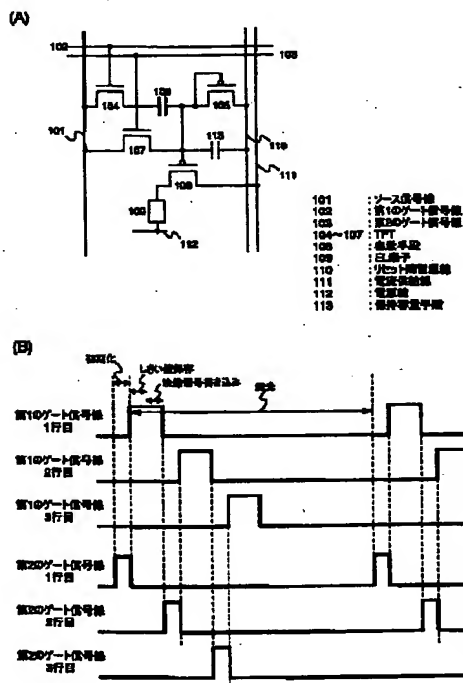 (A)
102
103
104
105
101
107
113
110
111
112
101 : ソース信号線
102 : 第1のゲート信号線
103 : 第2のゲート信号線
104～107 : TFT
108 : 容量手段
109 : EL素子
110 : リセット用電源線
111 : 電流供給線
112 : 電源線
113 : 保持容量手段
(B)
初期化
しきい値保存
映像信号書き込み
発光
第1のゲート信号線
1行目
第1のゲート信号線
2行目
第1のゲート信号線
3行目
第2のゲート信号線
1行目
第2のゲート信号線
2行目
第2のゲート信号線
3行目